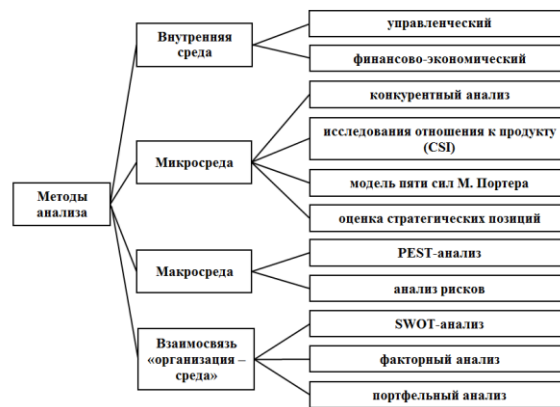 Методы
анализа
Внутренняя
среда
управленческий
финансово-экономический
Микросреда
конкурентный анализ
исследования отношения к продукту
(CSI)
модель пяти сил М. Портера
оценка стратегических позиций
Макросреда
PEST-анализ
анализ рисков
Взаимосвязь
«организация –
среда»
SWOT-анализ
факторный анализ
портфельный анализ